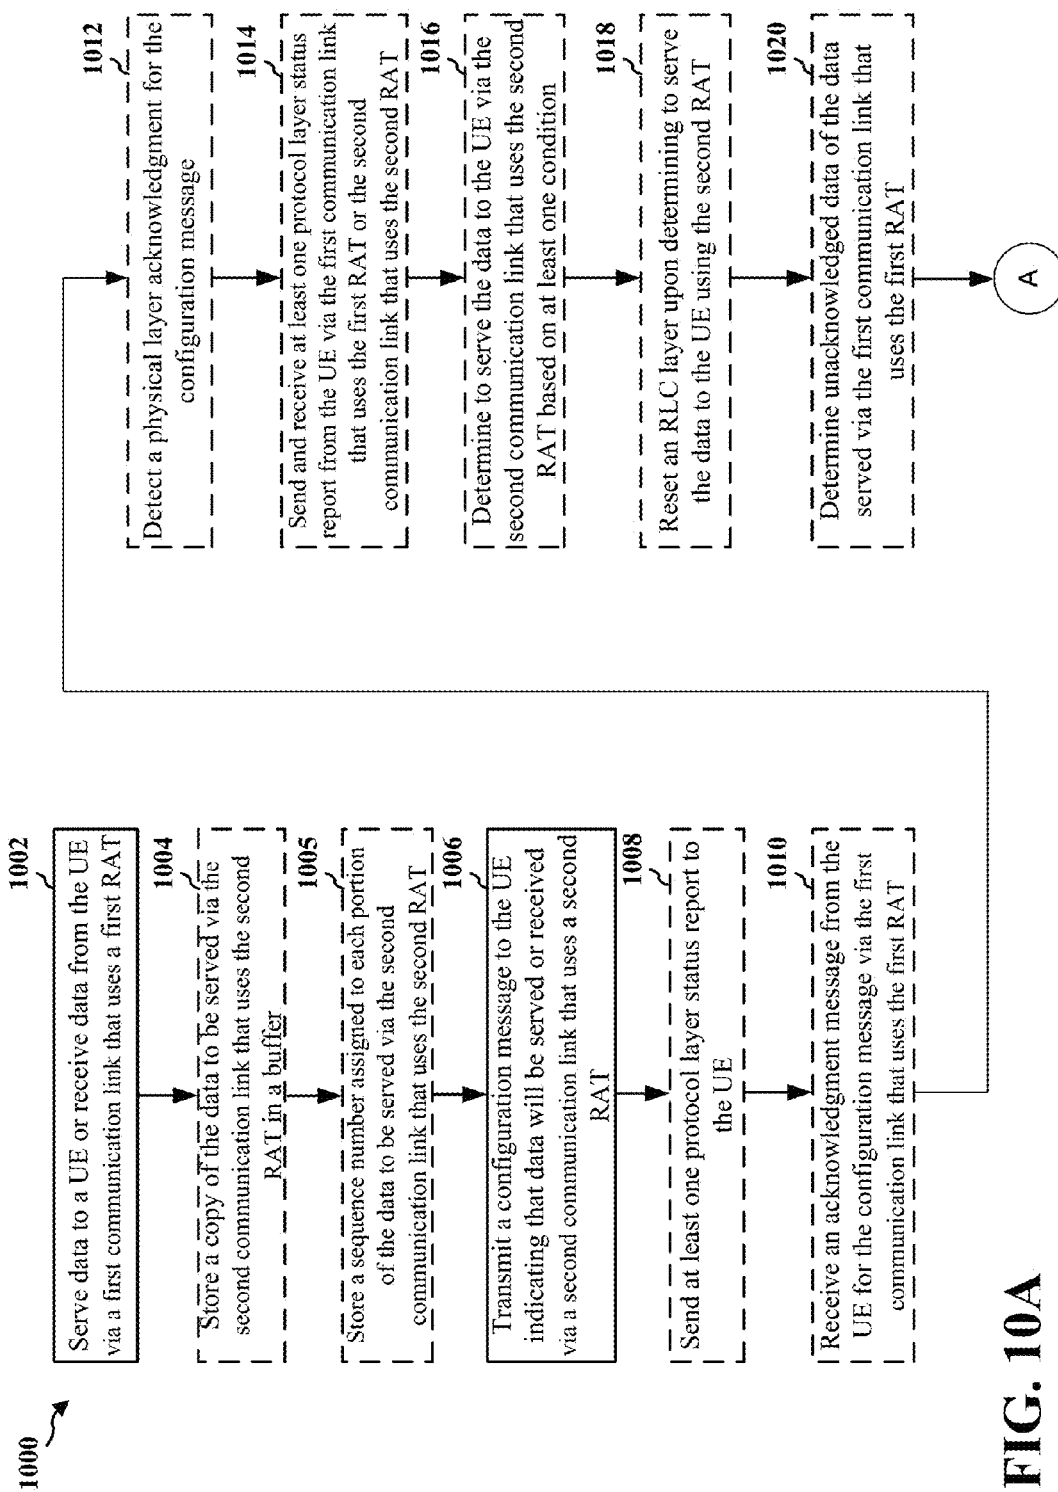 1000
1002
Serve data to a UE or receive data from the UE
via a first communication link that uses a first RAT
1004
Store a copy of the data to be served via the
second communication link that uses the second
RAT in a buffer
1005
Store a sequence number assigned to each portion
of the data to be served via the second
communication link that uses the second RAT
1006
Transmit a configuration message to the UE
indicating that data will be served or received
via a second communication link that uses a second
RAT
1008
Send at least one protocol layer status report to
the UE
1010
Receive an acknowledgment message from the
UE for the configuration message via the first
communication link that uses the first RAT
1012
Detect a physical layer acknowledgment for the
configuration message
1014
Send and receive at least one protocol layer status
report from the UE via the first communication link
that uses the first RAT or the second
communication link that uses the second RAT
1016
Determine to serve the data to the UE via the
second communication link that uses the second
RAT based on at least one condition
1018
Reset an RLC layer upon determining to serve
the data to the UE using the second RAT
1020
Determine unacknowledged data of the data
served via the first communication link that
uses the first RAT
A
FIG. 10A